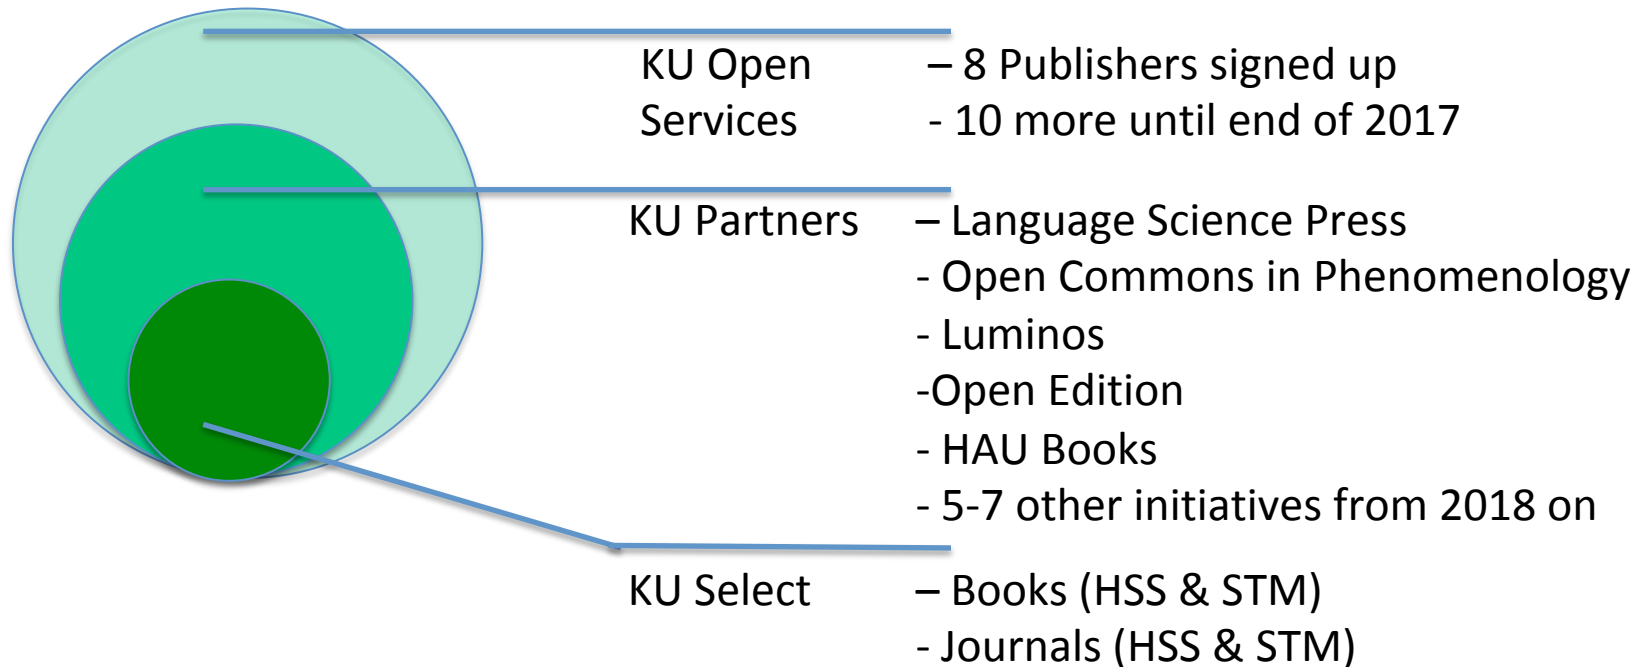 KU Open – 8 Publishers signed up
Services - 10 more until end of 2017
KU Partners – Language Science Press
- Open Commons in Phenomenology
- Luminos
-Open Edition
- HAU Books
- 5-7 other initiatives from 2018 on
KU Select – Books (HSS & STM)
- Journals (HSS & STM)